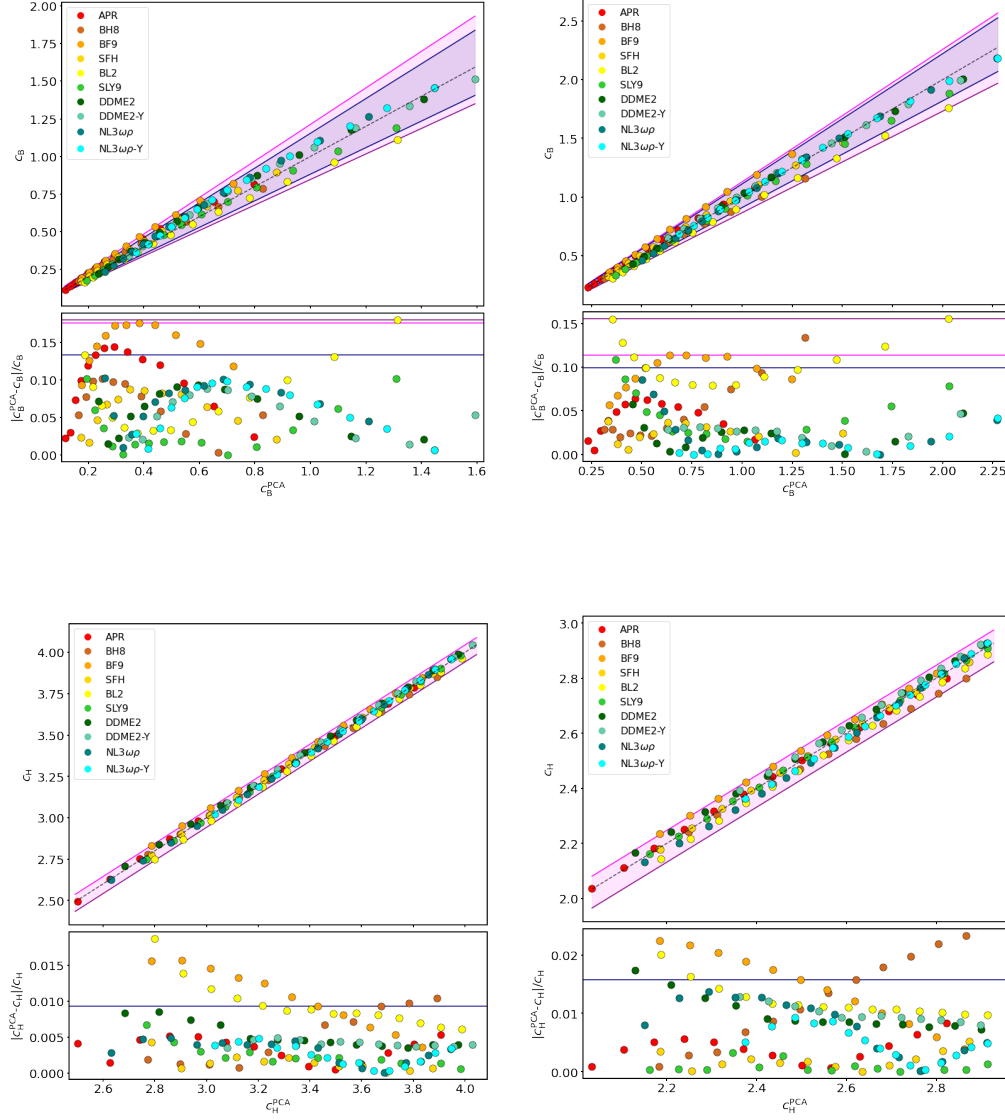 2.00
1.75
1.50
1.25
1.00
0.75
0.50
0.25
c_B
APR
BH8
BF9
SFH
BL2
SLY9
DDME2
DDME2-Y
NL3ωρ
NL3ωρ-Y
0.15
0.10
0.05
0.00
|c_B^PCA-c_B|/c_B
0.2 0.4 0.6 0.8 1.0 1.2 1.4 1.6
c_B^PCA
2.5
2.0
1.5
1.0
0.5
c_B
APR
BH8
BF9
SFH
BL2
SLY9
DDME2
DDME2-Y
NL3ωρ
NL3ωρ-Y
0.15
0.10
0.05
0.00
|c_B^PCA-c_B|/c_B
0.25 0.50 0.75 1.00 1.25 1.50 1.75 2.00 2.25
c_B^PCA
4.00
3.75
3.50
3.25
3.00
2.75
2.50
c_H
APR
BH8
BF9
SFH
BL2
SLY9
DDME2
DDME2-Y
NL3ωρ
NL3ωρ-Y
0.015
0.010
0.005
0.000
|c_H^PCA-c_H|/c_H
2.6 2.8 3.0 3.2 3.4 3.6 3.8 4.0
c_H^PCA
3.0
2.8
2.6
2.4
2.2
2.0
c_H
APR
BH8
BF9
SFH
BL2
SLY9
DDME2
DDME2-Y
NL3ωρ
NL3ωρ-Y
0.02
0.01
0.00
|c_H^PCA-c_H|/c_H
2.2 2.4 2.6 2.8
c_H^PCA